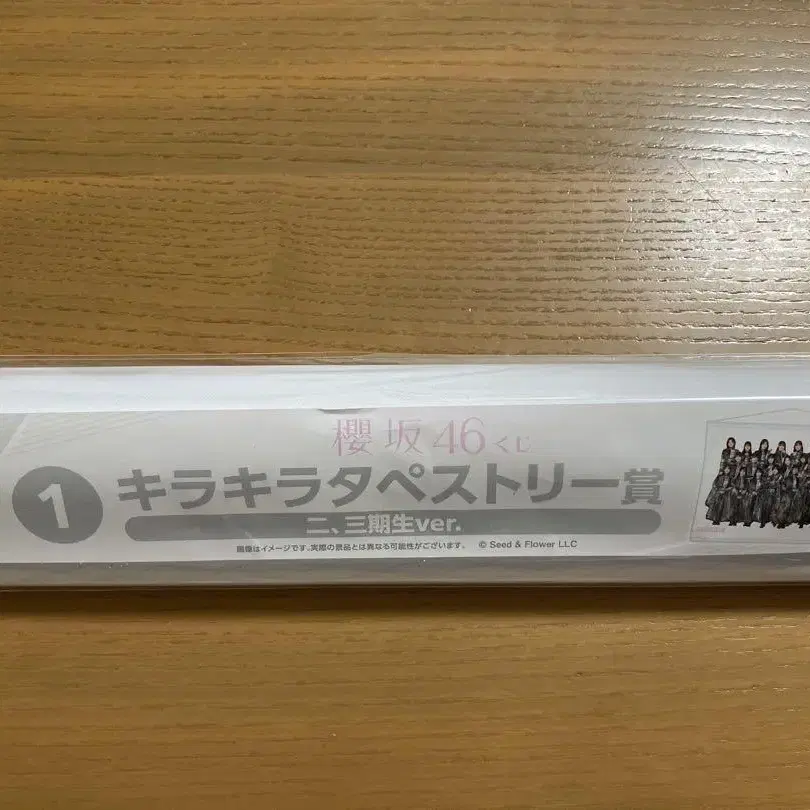 櫻坂46くじ
1 キラキラタペストリー賞
二、三期生ver.
画像はイメージです。実際の景品とは異なる可能性がございます。 © Seed & Flower LLC